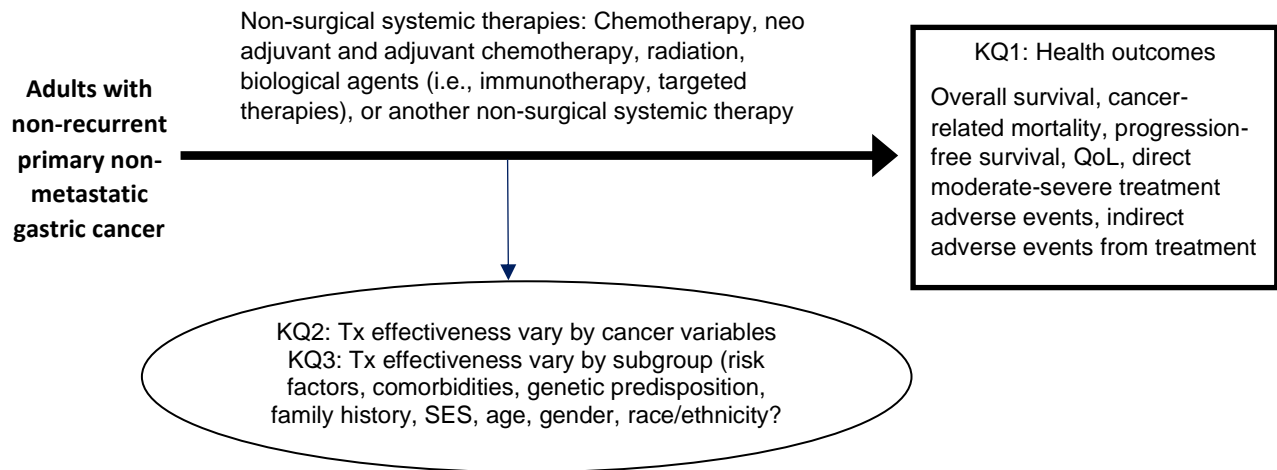 Adults with
non-recurrent
primary non-
metastatic
gastric cancer
Non-surgical systemic therapies: Chemotherapy, neo
adjuvant and adjuvant chemotherapy, radiation,
biological agents (i.e., immunotherapy, targeted
therapies), or another non-surgical systemic therapy
KQ1: Health outcomes
Overall survival, cancer-
related mortality, progression-
free survival, QoL, direct
moderate-severe treatment
adverse events, indirect
adverse events from treatment
KQ2: Tx effectiveness vary by cancer variables
KQ3: Tx effectiveness vary by subgroup (risk
factors, comorbidities, genetic predisposition,
family history, SES, age, gender, race/ethnicity?